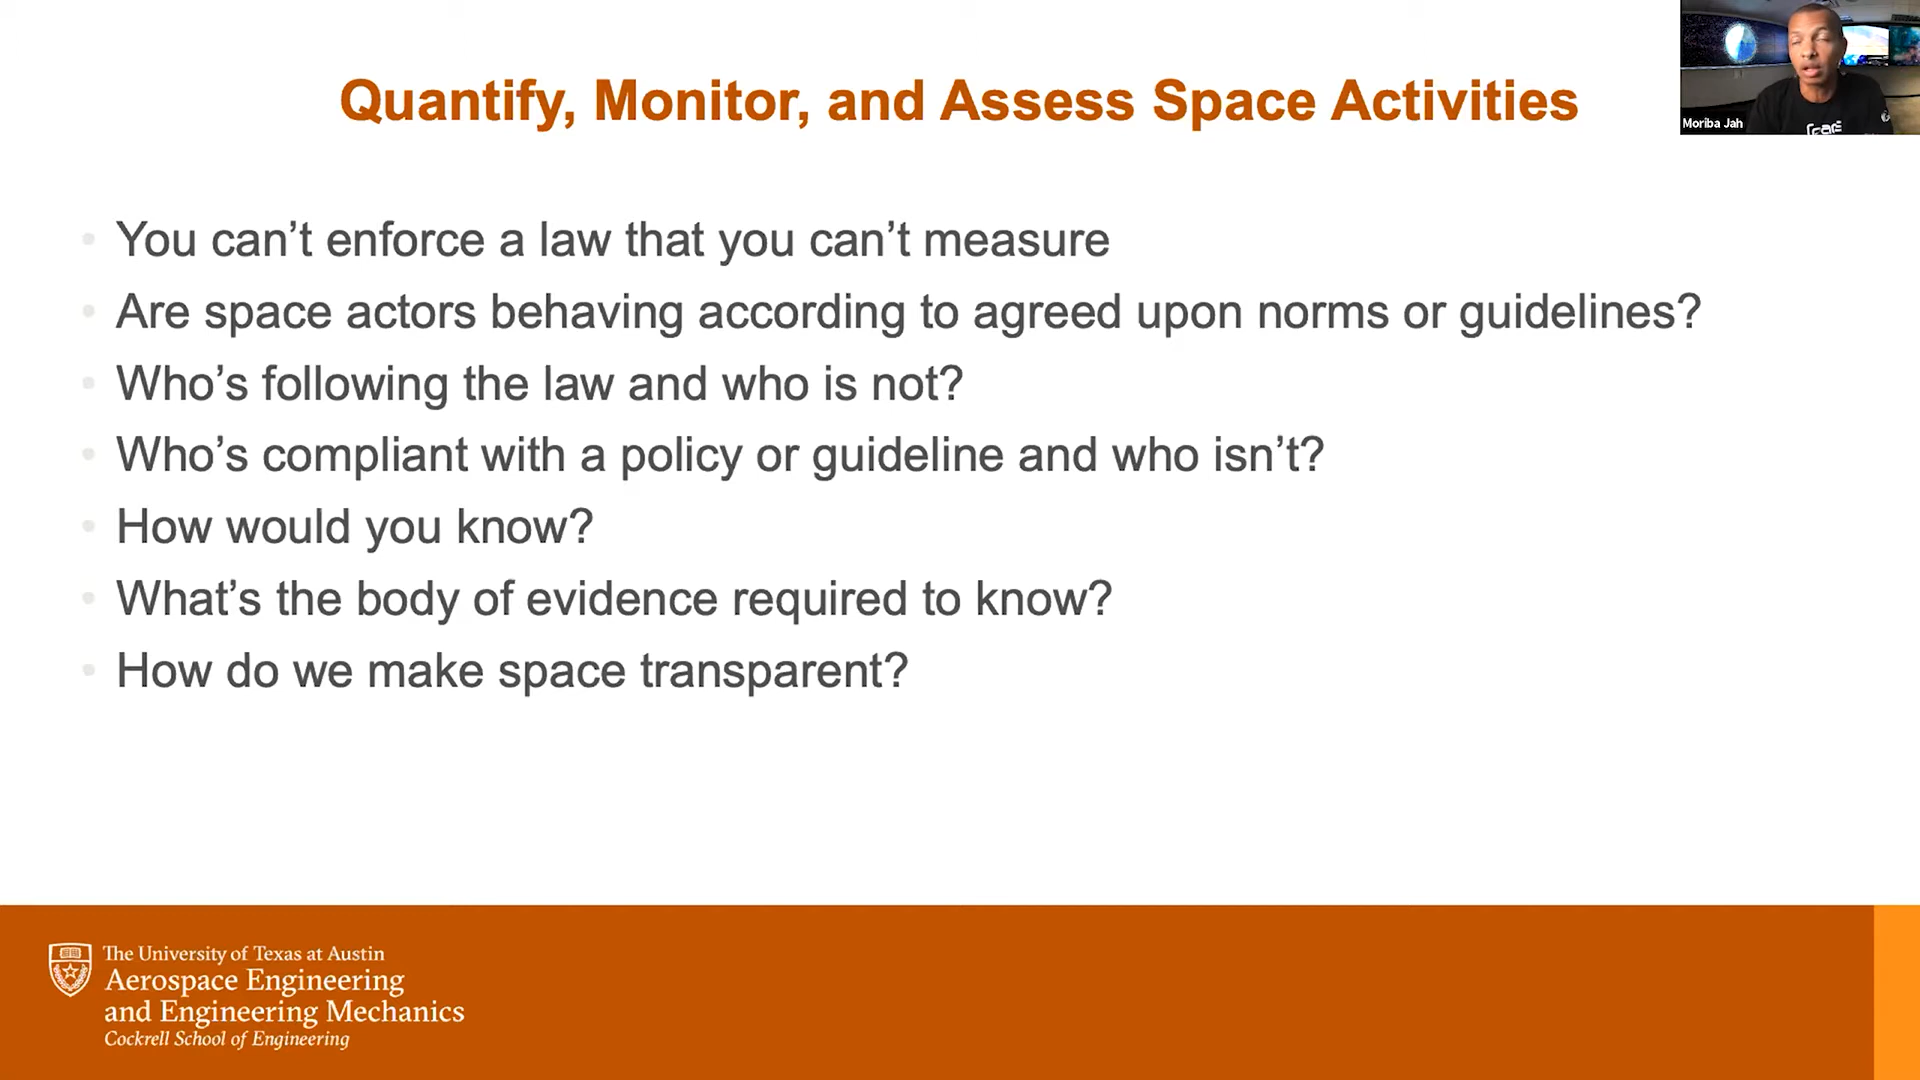 Quantify, Monitor, and Assess Space Activities
Moriba Jah
You can’t enforce a law that you can’t measure
Are space actors behaving according to agreed upon norms or guidelines?
Who’s following the law and who is not?
Who’s compliant with a policy or guideline and who isn’t?
How would you know?
What’s the body of evidence required to know?
How do we make space transparent?
The University of Texas at Austin
Aerospace Engineering
and Engineering Mechanics
Cockrell School of Engineering